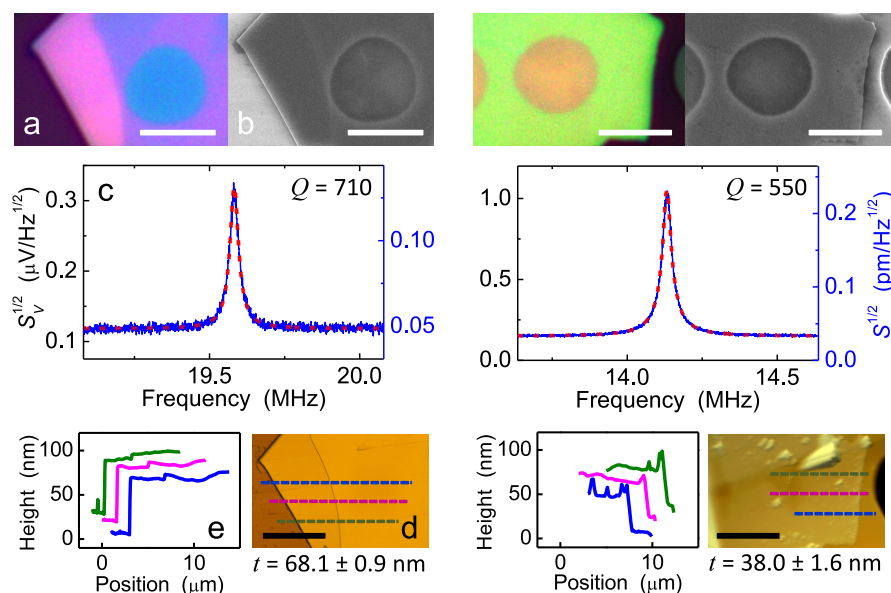 a
b
c
Q = 710
Q = 550
0.3
0.2
0.1
S_V^{1/2} (μV/Hz^{1/2})
0.10
0.05
19.5
20.0
Frequency (MHz)
1.0
0.5
0.0
0.2
0.1
0.0
S^{1/2} (pm/Hz^{1/2})
14.0
14.5
Frequency (MHz)
100
50
0
Height (nm)
e
0
10
Position (μm)
d
t = 68.1 ± 0.9 nm
100
50
0
Height (nm)
0
10
Position (μm)
t = 38.0 ± 1.6 nm